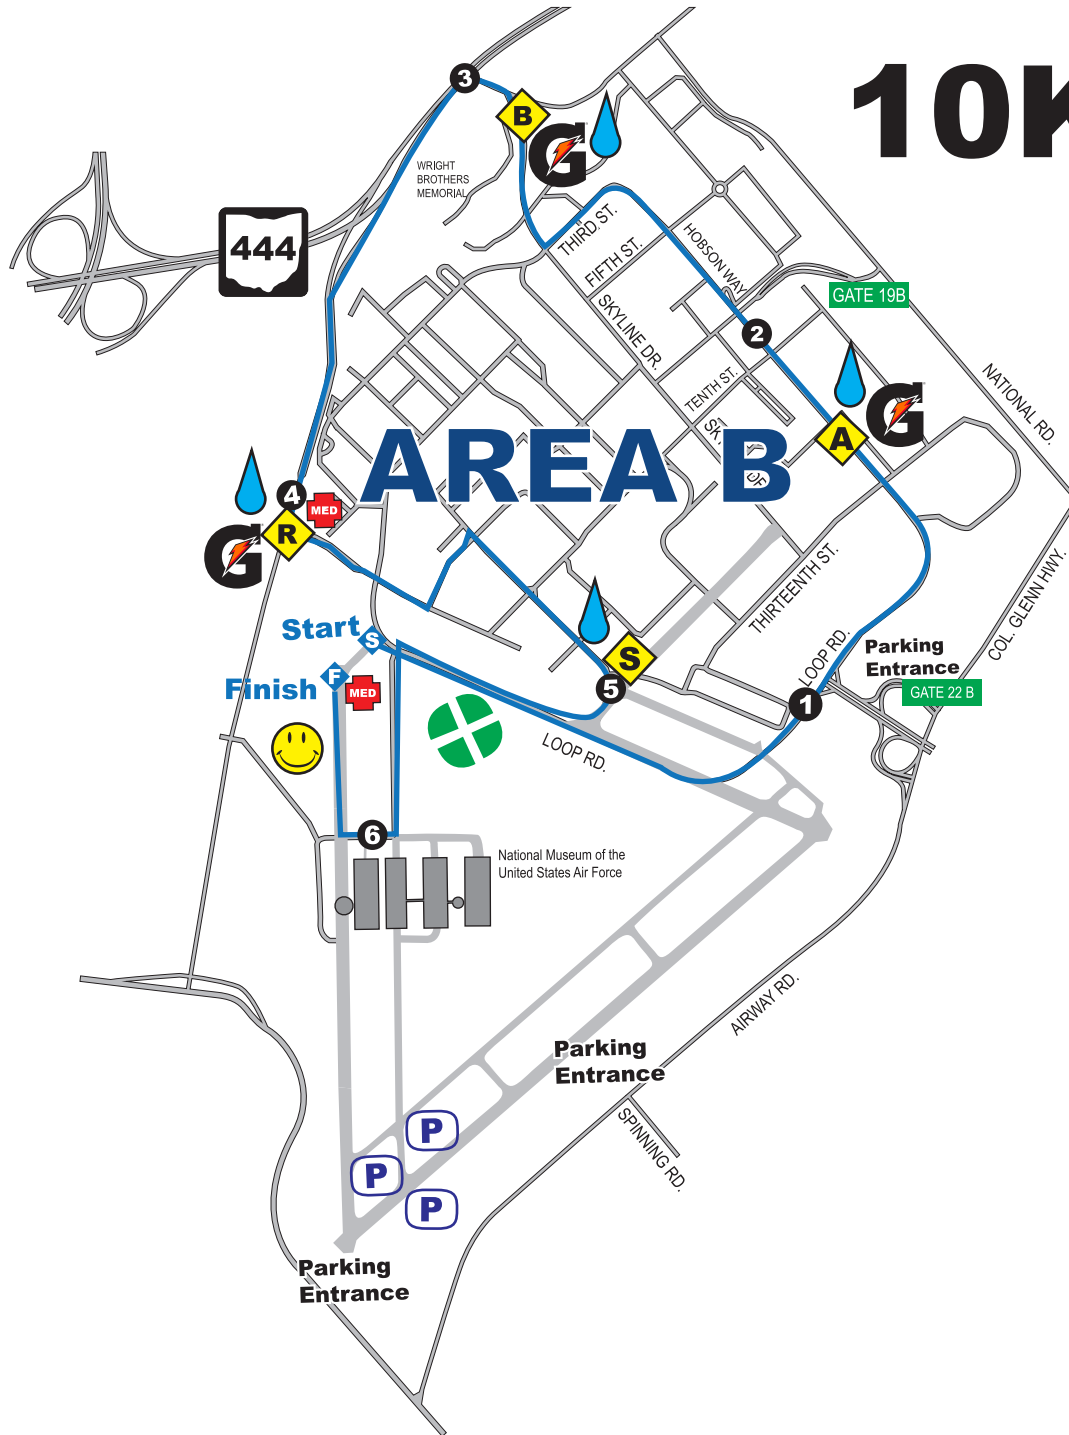 10K
3
B
G
WRIGHT
BROTHERS
MEMORIAL
444
THIRD ST.
FIFTH ST.
HOBSON WAY
SKYLINE DR.
GATE 19B
2
TENTH ST.
NATIONAL RD.
A
G
AREA B
4
MED
R
G
THIRTEENTH ST.
COL. GLENN HWY.
LOOP RD.
Parking
Entrance
GATE 22 B
Start
S
S
5
1
Finish
F
MED
LOOP RD.
6
National Museum of the
United States Air Force
AIRWAY RD.
Parking
Entrance
SPINNING RD.
P
P
P
Parking
Entrance